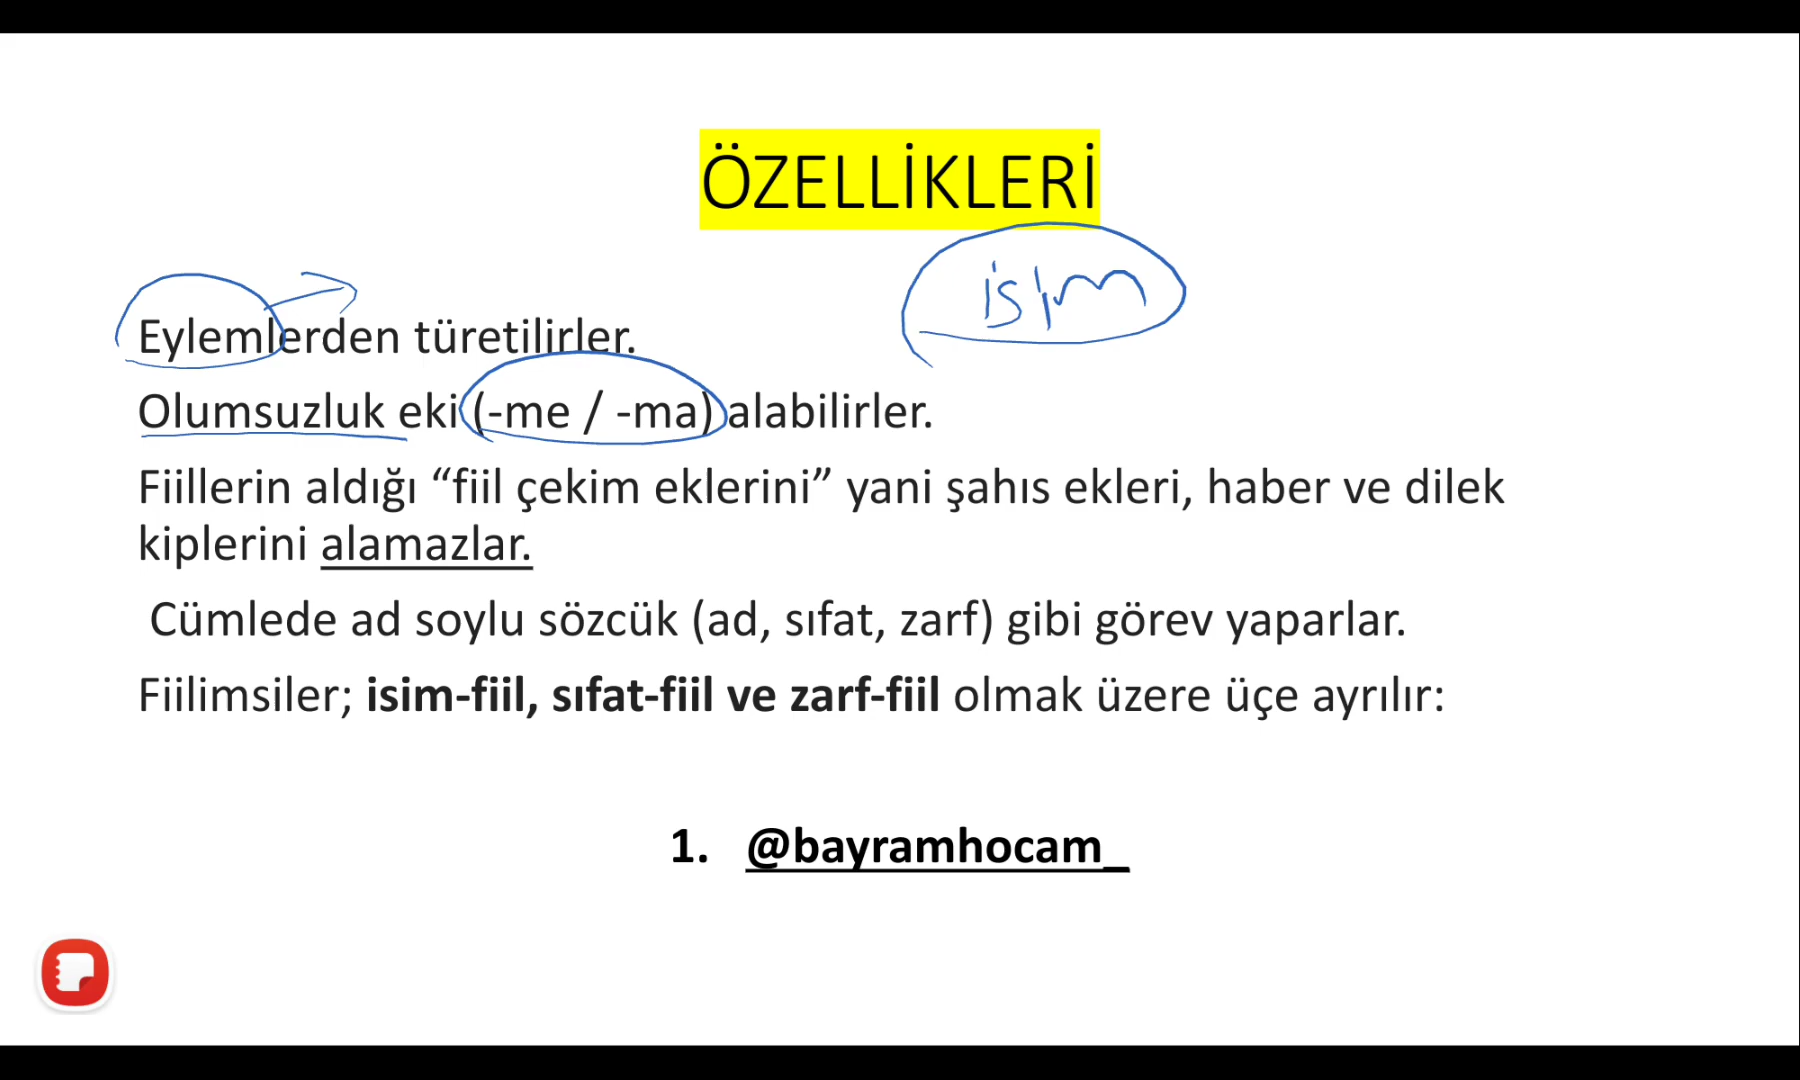 ÖZELLİKLERİ
isim
Eylemlerden türetilirler.
Olumsuzluk eki (-me / -ma) alabilirler.
Fiillerin aldığı “fiil çekim eklerini” yani şahıs ekleri, haber ve dilek
kiplerini alamazlar.
Cümlede ad soylu sözcük (ad, sıfat, zarf) gibi görev yaparlar.
Fiilimsiler; isim-fiil, sıfat-fiil ve zarf-fiil olmak üzere üçe ayrılır:
1. @bayramhocam_